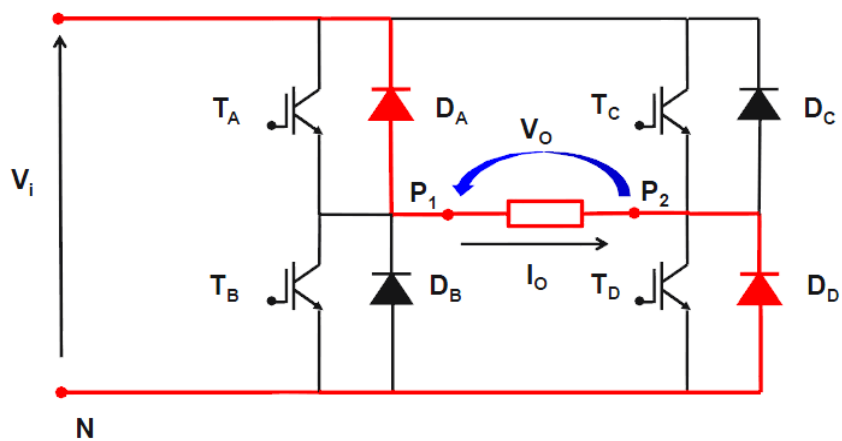 T_A
D_A
T_C
D_C
V_O
V_i
P_1
P_2
T_B
D_B
I_O
T_D
D_D
N